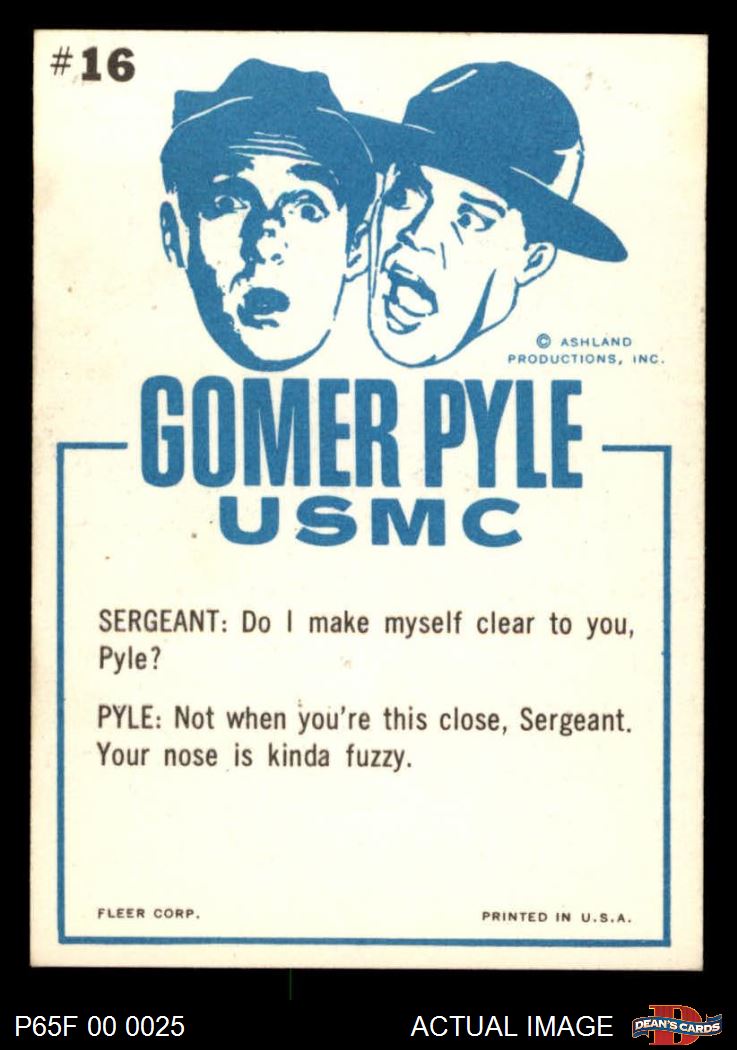 #16
© ASHLAND
PRODUCTIONS, INC.
GOMER PYLE
USMC
SERGEANT: Do I make myself clear to you,
Pyle?
PYLE: Not when you're this close, Sergeant.
Your nose is kinda fuzzy.
FLEER CORP.
PRINTED IN U.S.A.
P65F 00 0025
ACTUAL IMAGE
DEAN'S CARDS